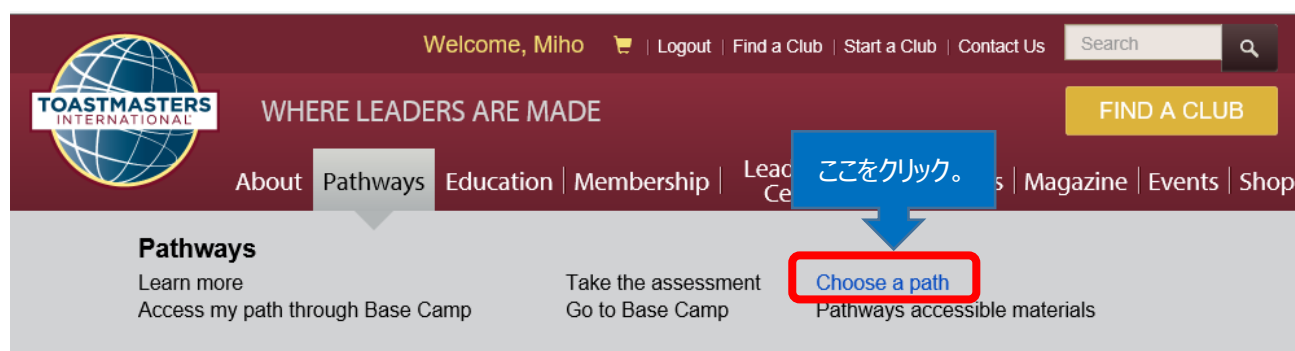 Welcome, Miho | Logout | Find a Club | Start a Club | Contact Us Search
TOASTMASTERS
INTERNATIONAL
WHERE LEADERS ARE MADE
FIND A CLUB
About Pathways Education | Membership | Magazine | Events | Shop
ここをクリック。
Pathways
Learn more Take the assessment Choose a path
Access my path through Base Camp Go to Base Camp Pathways accessible materials